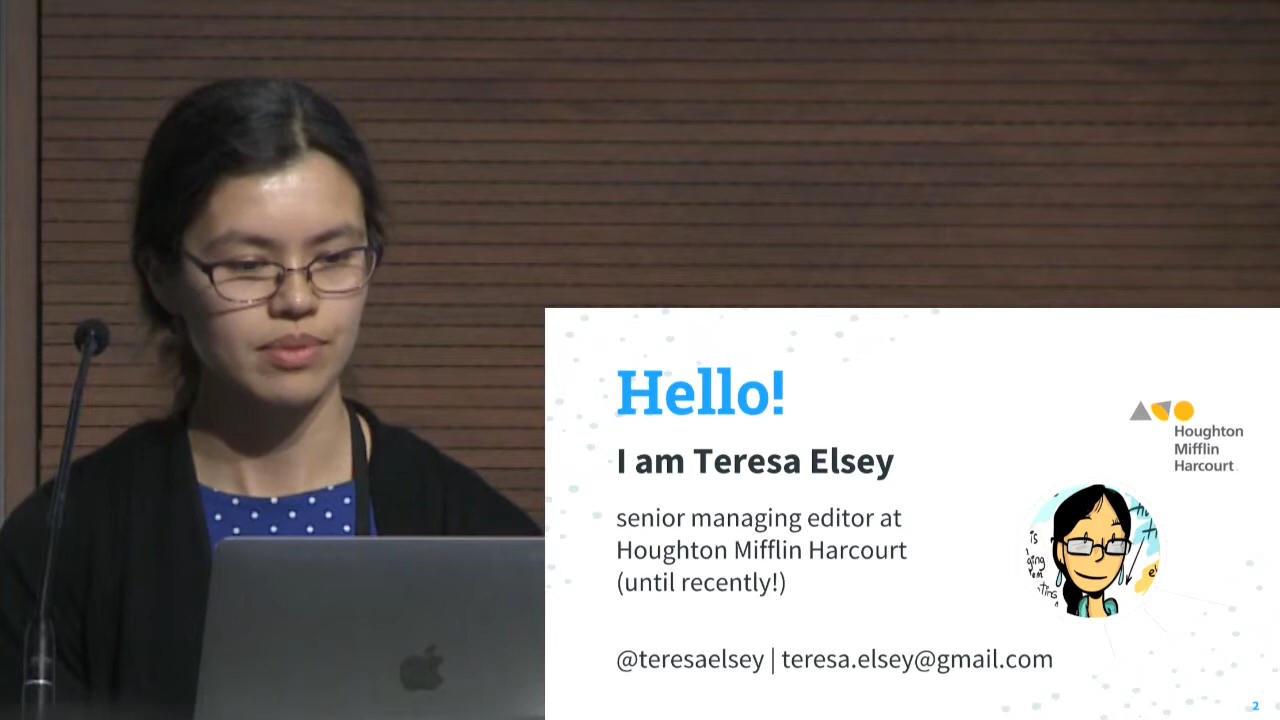 Hello!
I am Teresa Elsey
senior managing editor at
Houghton Mifflin Harcourt
(until recently!)
@teresaelsey | teresa.elsey@gmail.com
Houghton
Mifflin
Harcourt
is
2